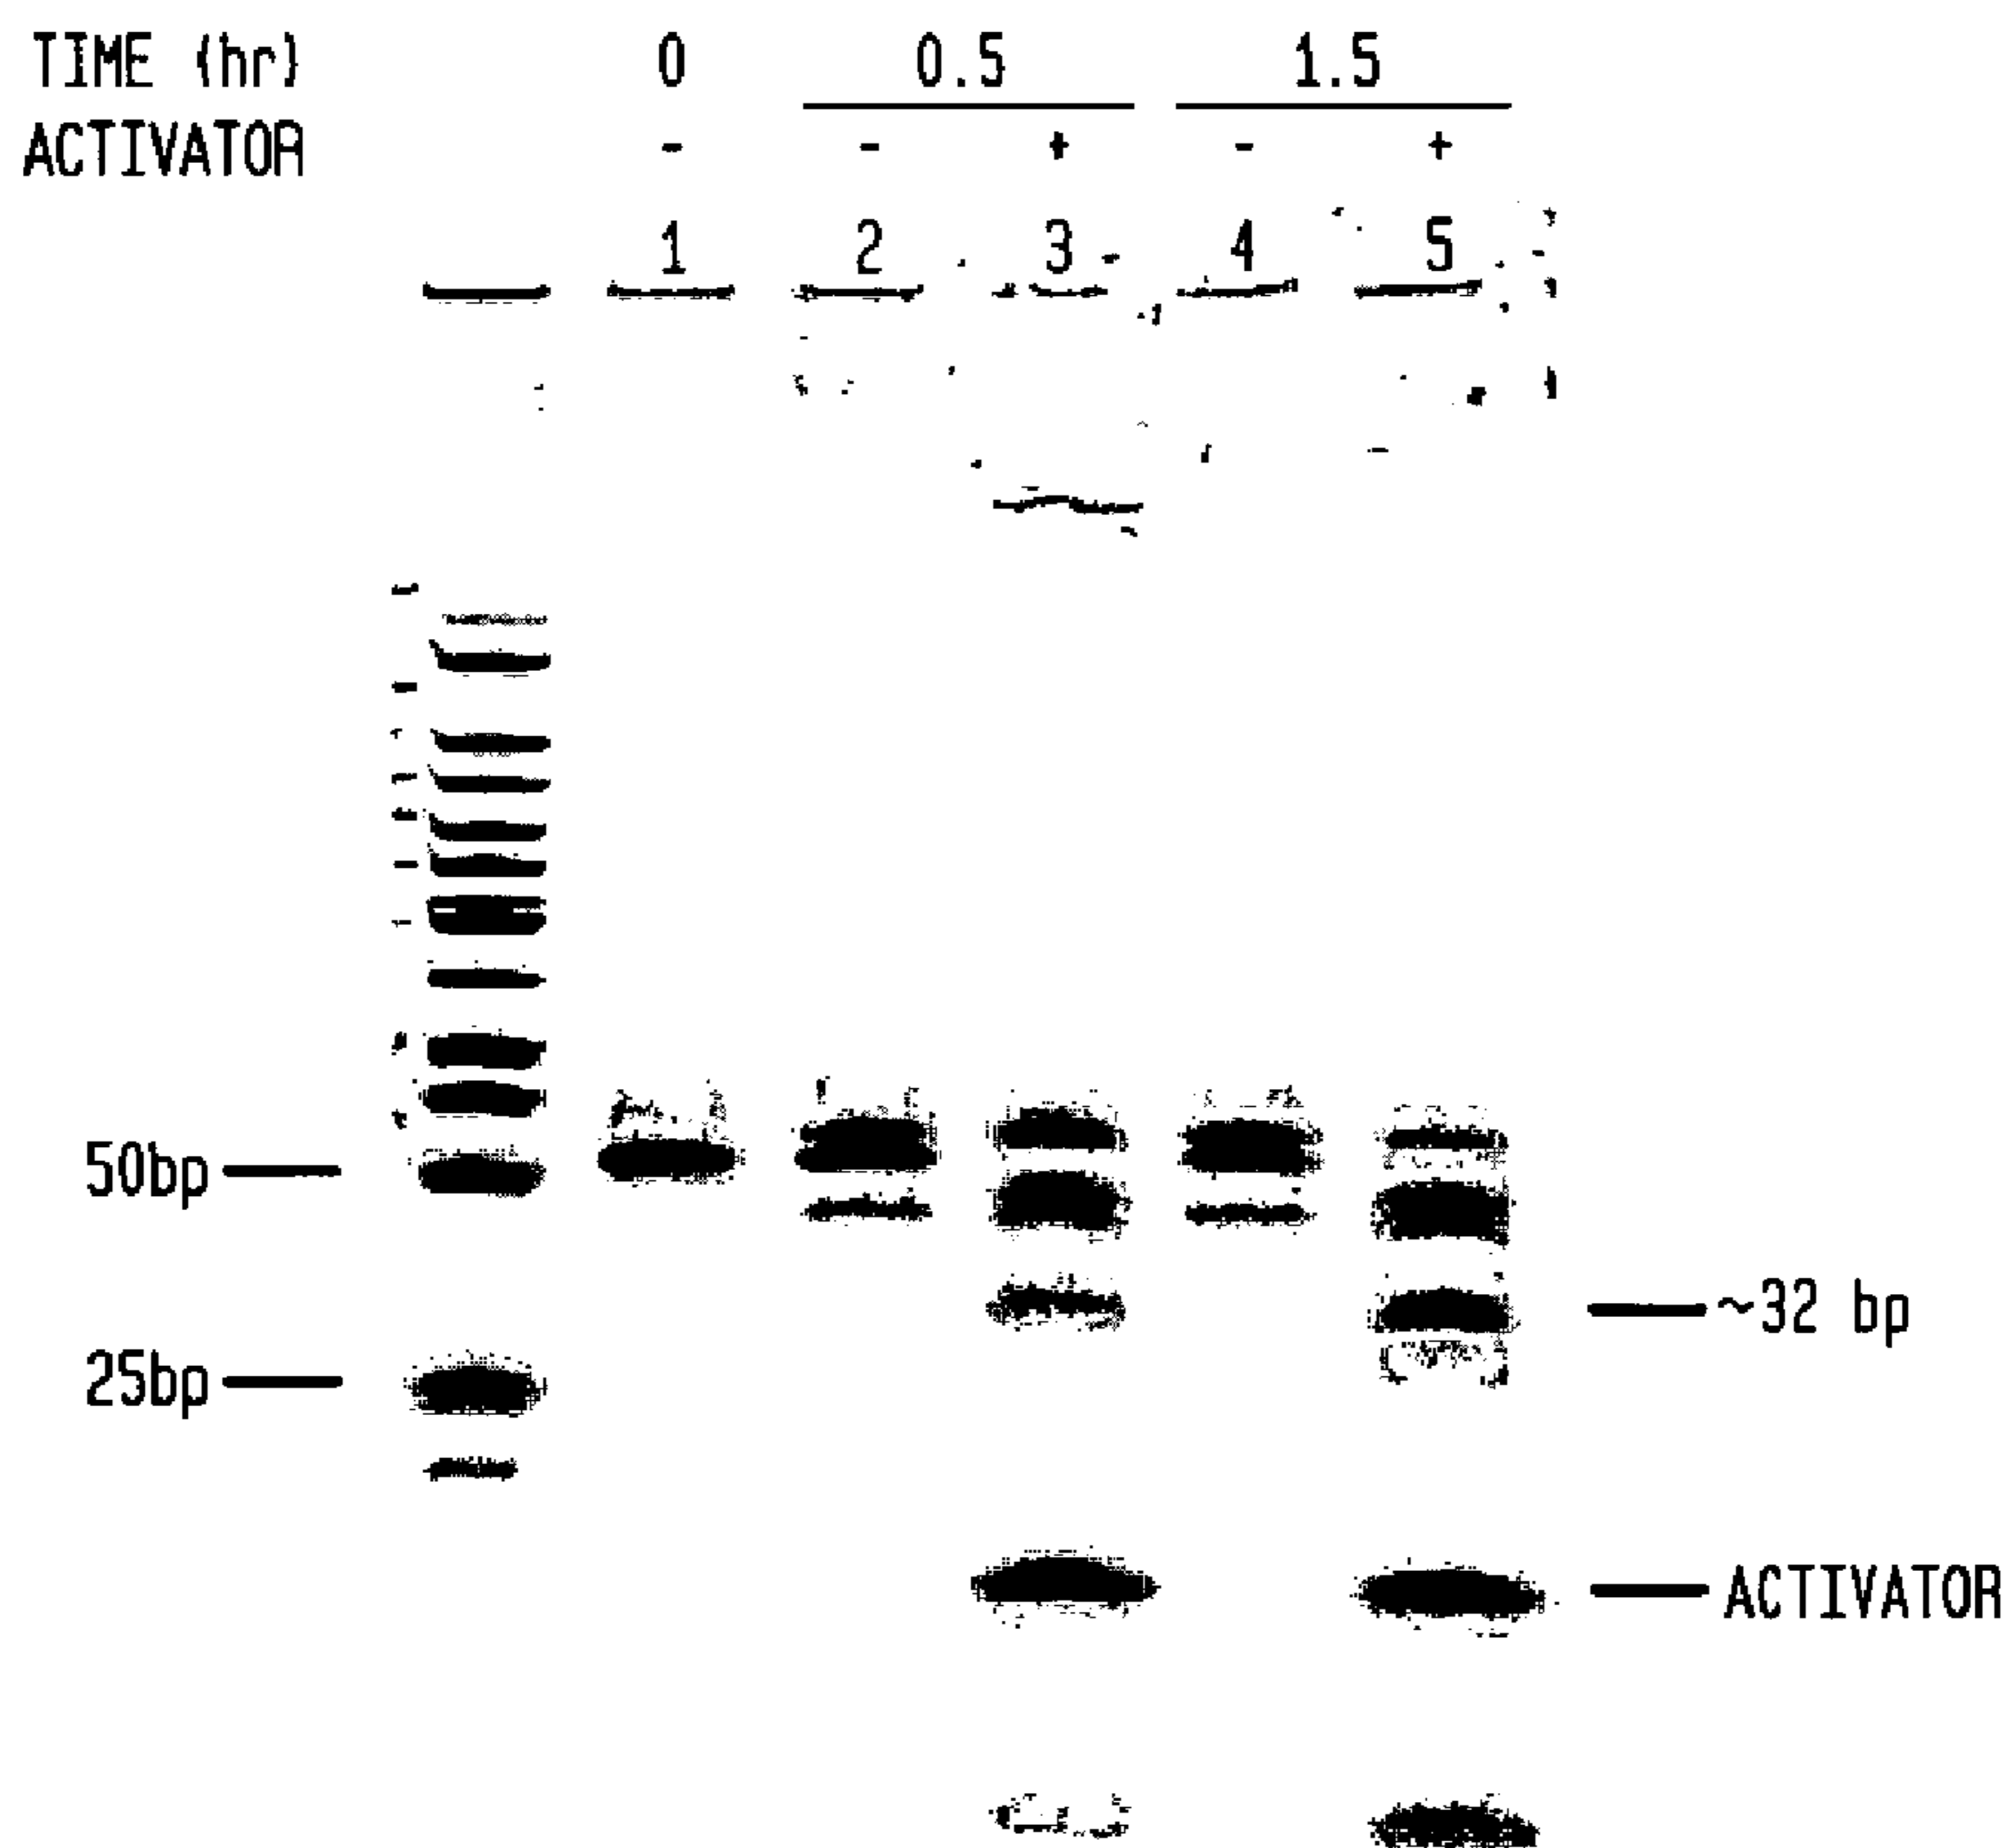 TIME (hr) 0 0.5 1.5
ACTIVATOR - - + - +
1 2 3 4 5
50bp
~32 bp
25bp
ACTIVATOR